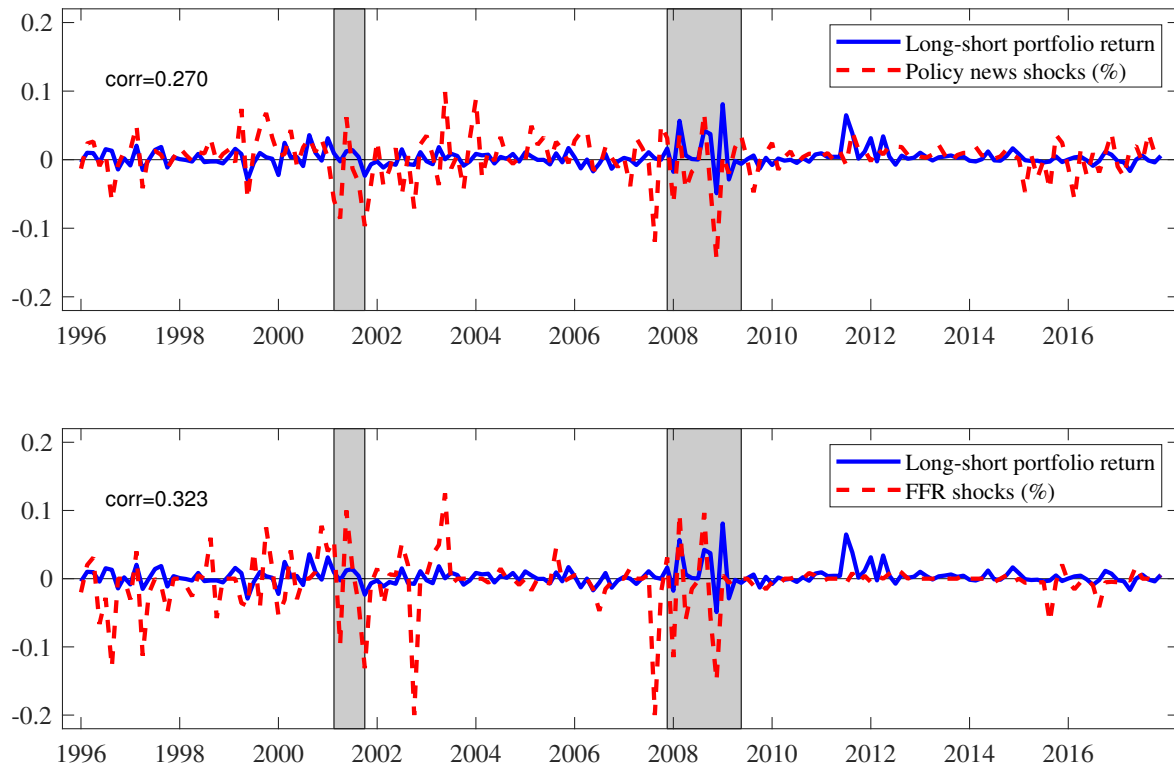 0.2
Long-short portfolio return
Policy news shocks (%)
corr=0.270
0.1
0
-0.1
-0.2
1996 1998 2000 2002 2004 2006 2008 2010 2012 2014 2016
0.2
Long-short portfolio return
FFR shocks (%)
corr=0.323
0.1
0
-0.1
-0.2
1996 1998 2000 2002 2004 2006 2008 2010 2012 2014 2016